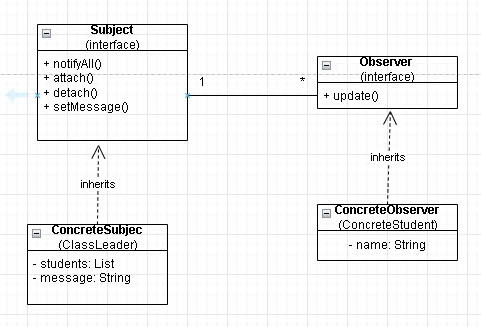 Subject
(interface)
+ notifyAll()
+ attach()
+ detach()
+ setMessage()
1
*
Observer
(interface)
+ update()
inherits
inherits
ConcreteSubjec
(ClassLeader)
- students: List
- message: String
ConcreteObserver
(ConcreteStudent)
- name: String